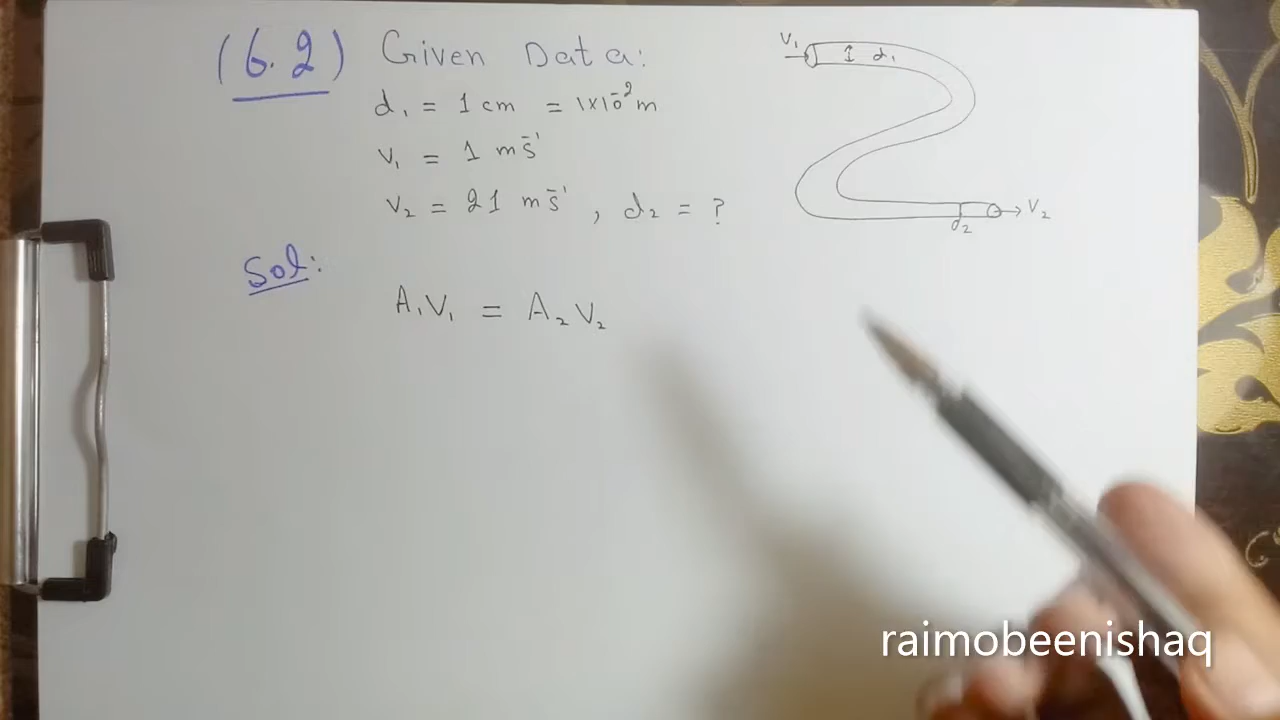 (6.2) Given Data:
d₁ = 1 cm = 1×10⁻²m
v₁ = 1 ms⁻¹
v₂ = 21 ms⁻¹, d₂ = ?
Sol:
A₁V₁ = A₂V₂
V₁
d₁
V₂
d₂
raimobeenishaq